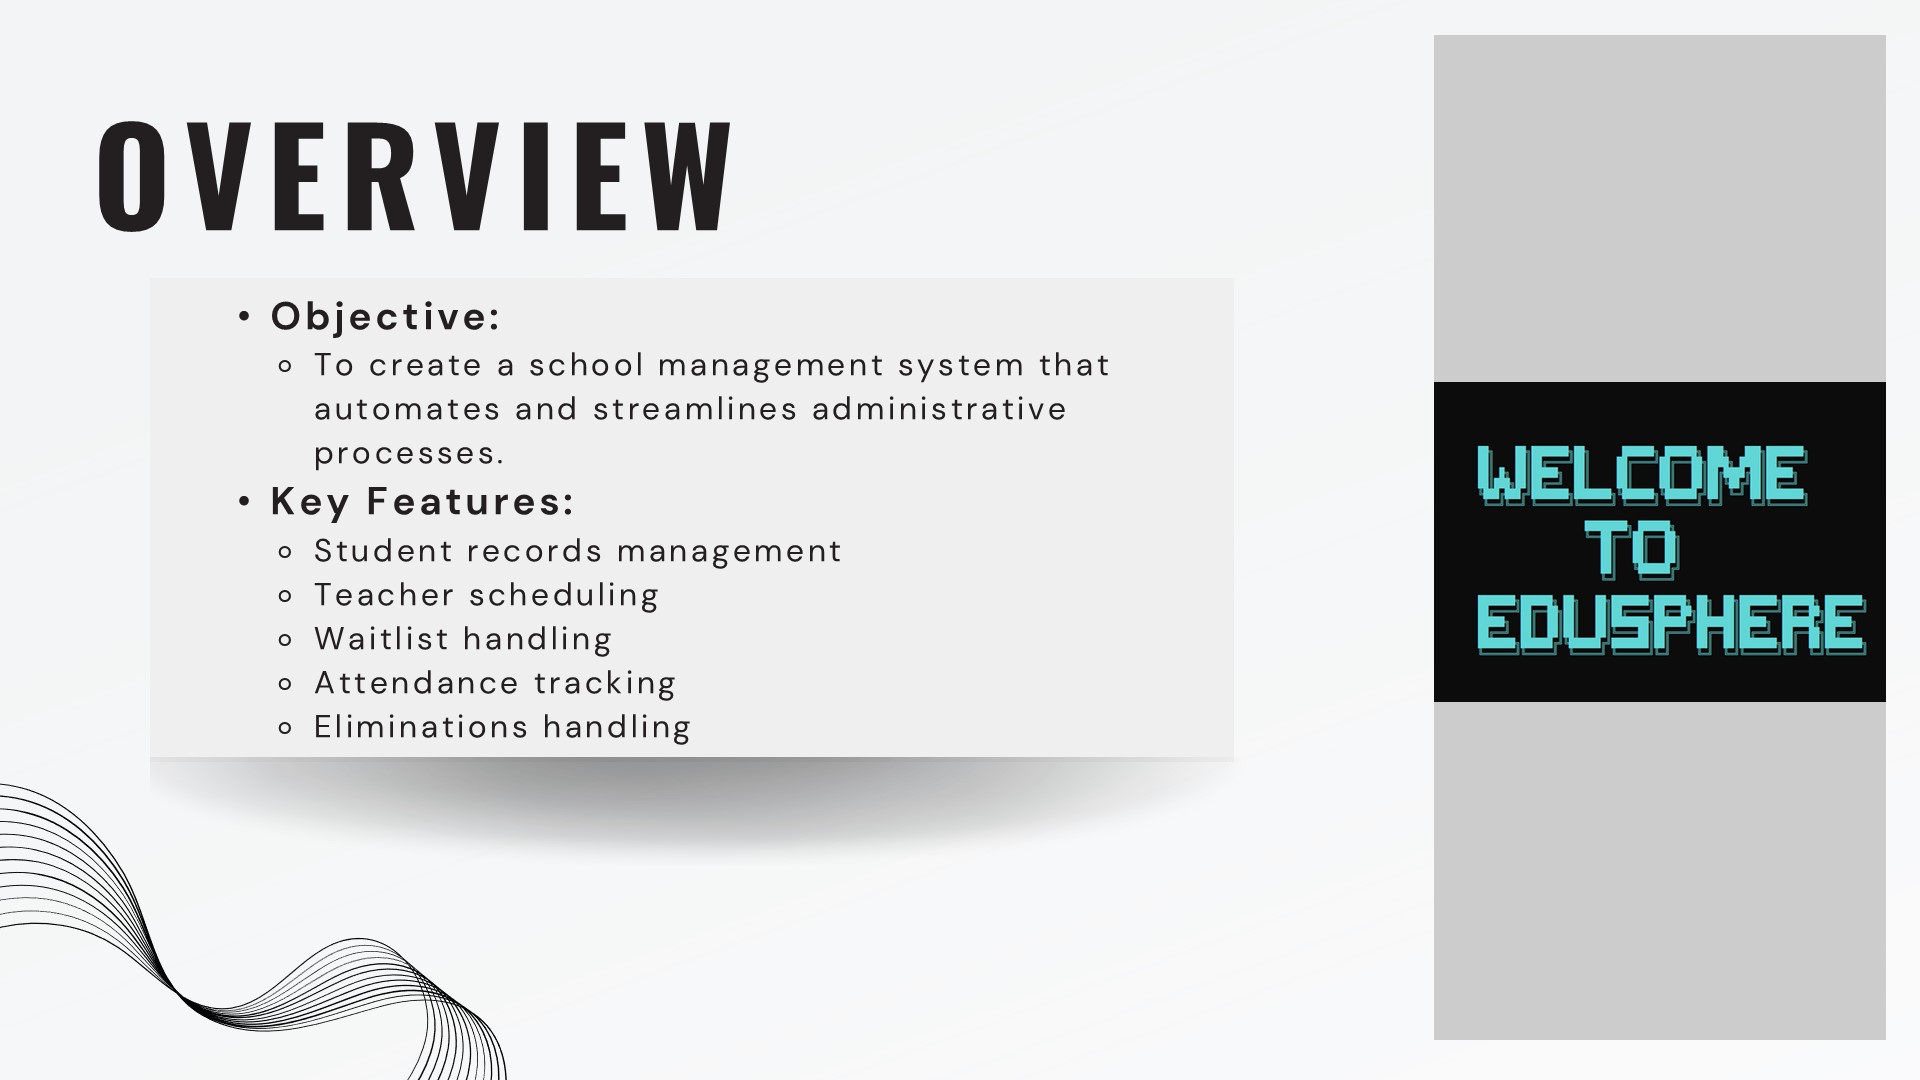 OVERVIEW
• Objective:
◦ To create a school management system that
automates and streamlines administrative
processes.
• Key Features:
◦ Student records management
◦ Teacher scheduling
◦ Waitlist handling
◦ Attendance tracking
◦ Eliminations handling
WELCOME
TO
EDUSPHERE